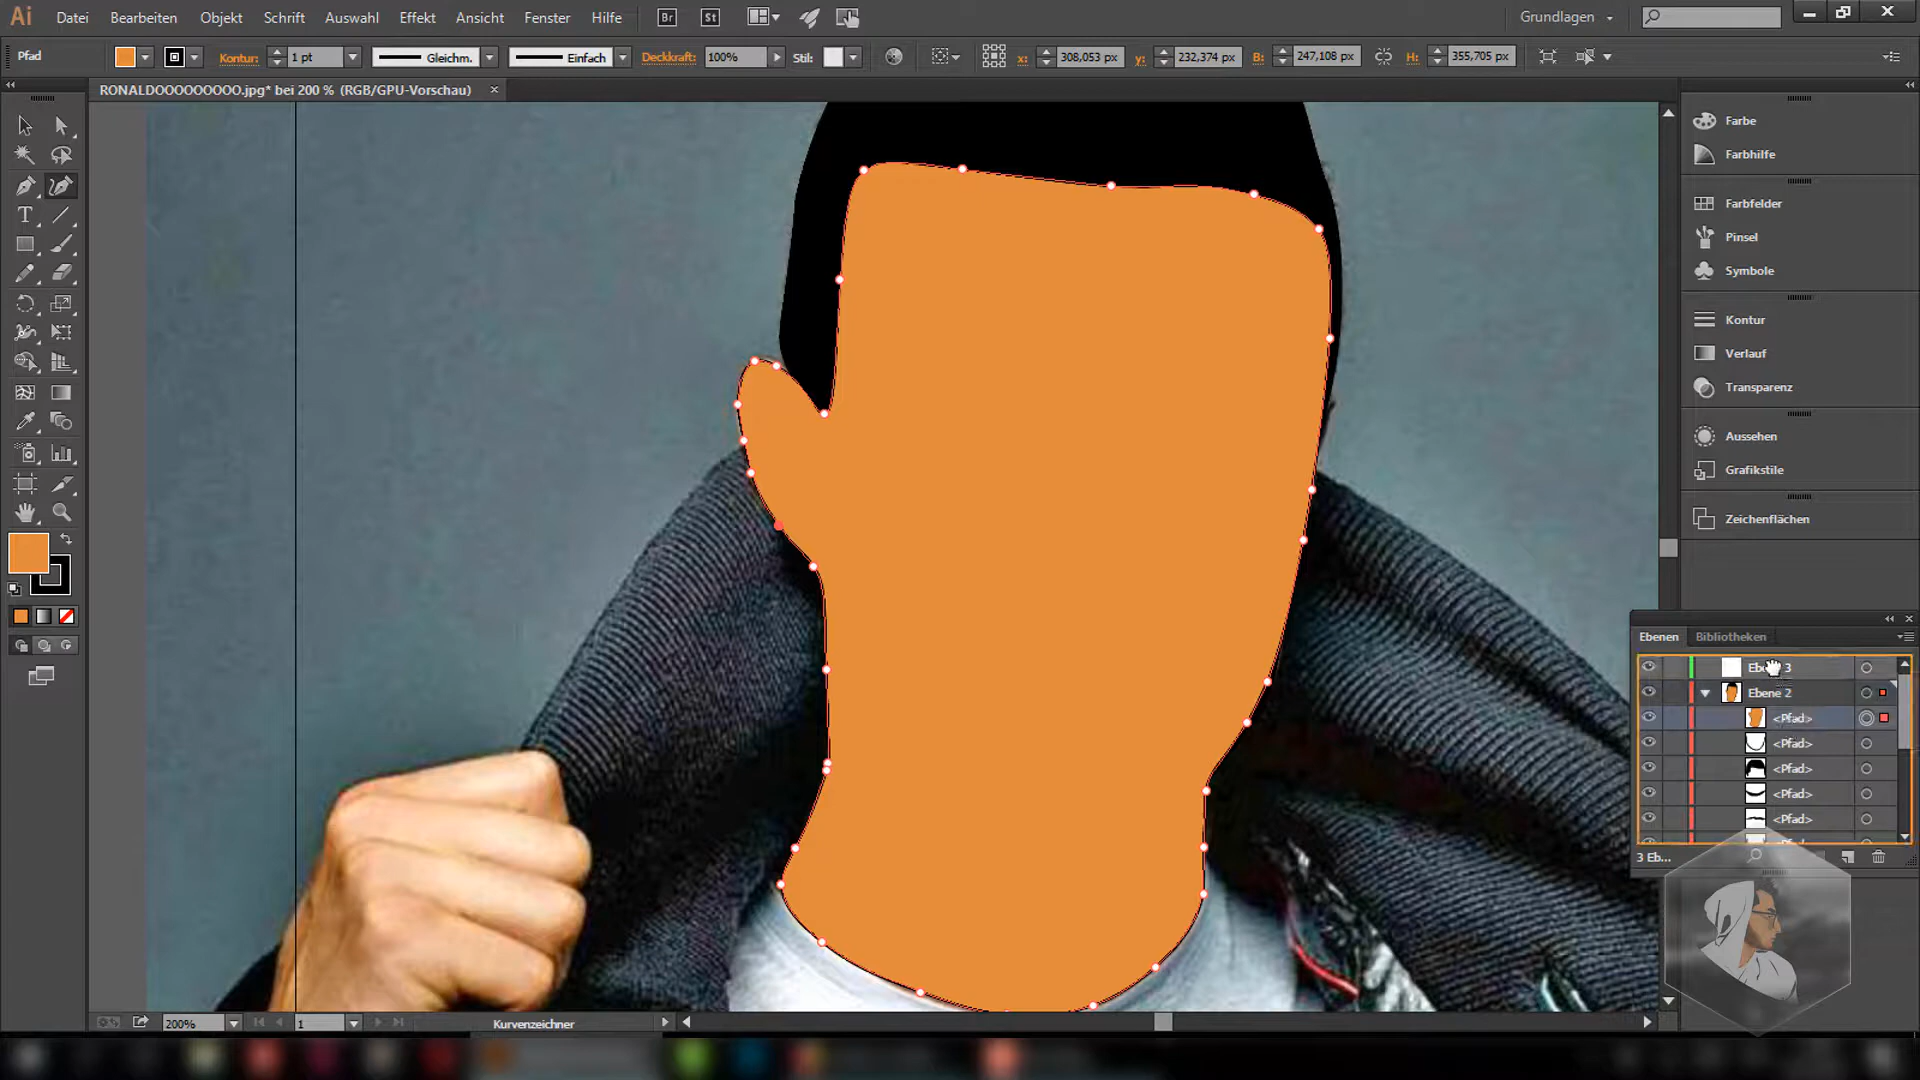 Ai Datei Bearbeiten Objekt Schrift Auswahl Effekt Ansicht Fenster Hilfe Br St Grundlagen
Pfad Kontur: 1 pt Gleichm. Einfach Deckkraft: 100% Stil: x: 308,053 px y: 232,374 px B: 247,108 px H: 355,705 px
RONALDOOOOOOOOO.jpg* bei 200 % (RGB/GPU-Vorschau)
Farbe
Farbhilfe
Farbfelder
Pinsel
Symbole
Kontur
Verlauf
Transparenz
Aussehen
Grafikstile
Zeichenflächen
Ebenen Bibliotheken
3
Ebene 2
<Pfad>
<Pfad>
<Pfad>
<Pfad>
<Pfad>
3 Eb...
200% 1 Kurvenzeichner